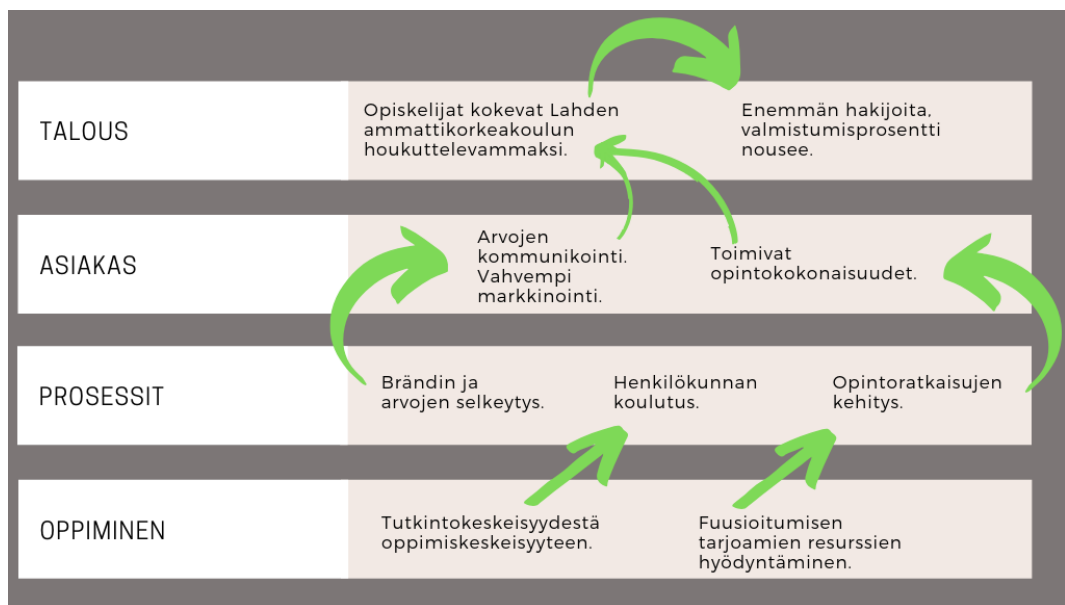 TALOUS
Opiskelijat kokevat Lahden
ammattikorkeakoulun
houkuttelevammaksi.
Enemmän hakijoita,
valmistumisprosentti
nousee.
ASIAKAS
Arvojen
kommunikointi.
Vahvempi
markkinointi.
Toimivat
opintokokonaisuudet.
PROSESSIT
Brändin ja
arvojen selkeytys.
Henkilökunnan
koulutus.
Opintoratkaisujen
kehitys.
OPPIMINEN
Tutkintokeskeisyydestä
oppimiskeskeisyyteen.
Fuusioitumisen
tarjoamien resurssien
hyödyntäminen.